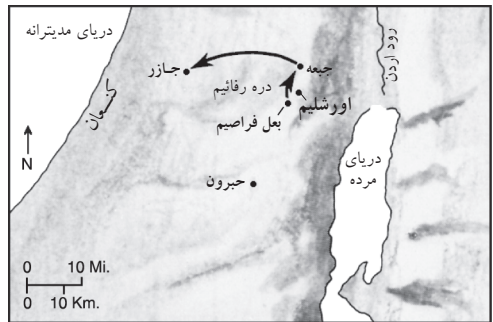 دریای مدیترانه
رود اردن
کنعان
جازر
جبعه
دره رفائیم
اورشلیم
بعل فراصیم
حبرون
دریای
مرده
N
0 10 Mi.
0 10 Km.